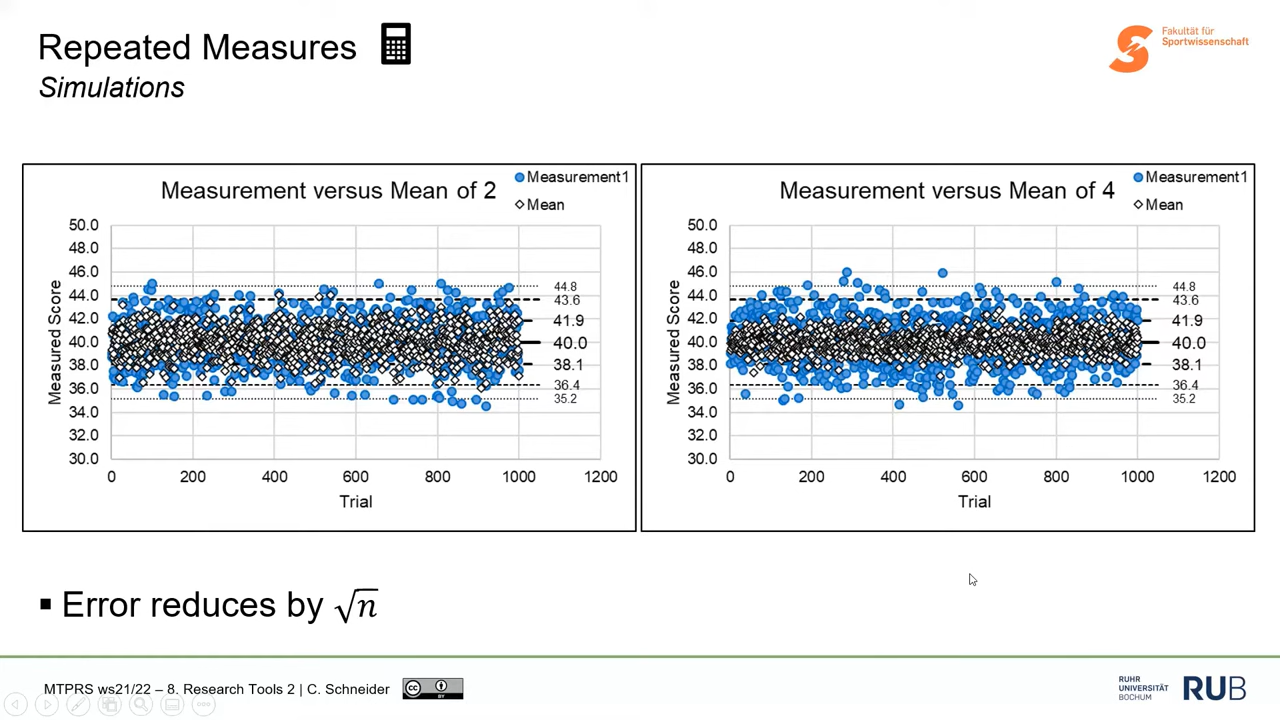 Repeated Measures
Simulations
Fakultät für
Sportwissenschaft
Measurement versus Mean of 2
Measurement1
Mean
50.0
48.0
46.0
44.0
42.0
40.0
38.0
36.0
34.0
32.0
30.0
Measured Score
44.8
43.6
41.9
40.0
38.1
36.4
35.2
0 200 400 600 800 1000 1200
Trial
Measurement versus Mean of 4
Measurement1
Mean
50.0
48.0
46.0
44.0
42.0
40.0
38.0
36.0
34.0
32.0
30.0
Measured Score
44.8
43.6
41.9
40.0
38.1
36.4
35.2
0 200 400 600 800 1000 1200
Trial
▪ Error reduces by √n
MTPRS ws21/22 – 8. Research Tools 2 | C. Schneider
cc BY
RUHR
UNIVERSITÄT
BOCHUM
RUB